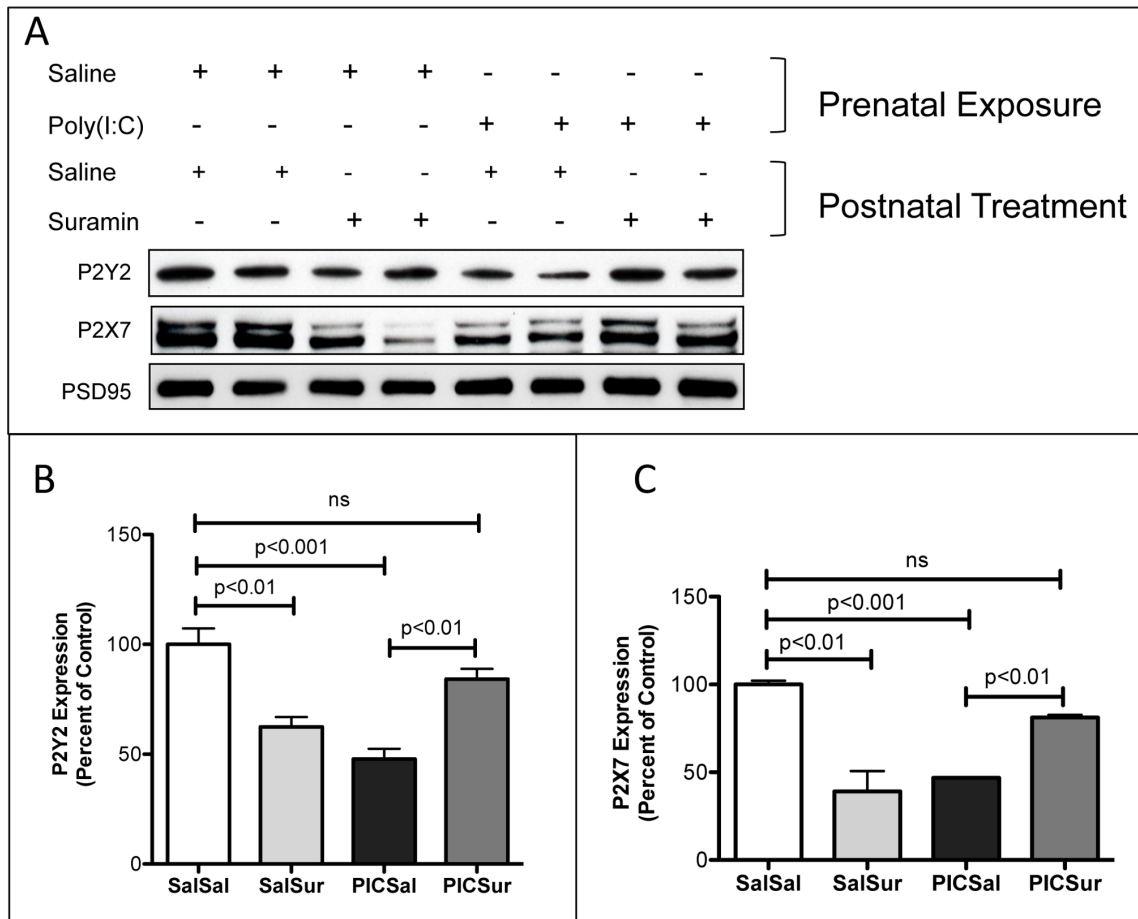 A
Saline + + + + - - - -
Prenatal Exposure
Poly(I:C) - - - - + + + +
Saline + + - - + + - -
Postnatal Treatment
Suramin - - + + - - + +
P2Y2
P2X7
PSD95
B
ns
p<0.001
p<0.01
p<0.01
150
100
50
0
P2Y2 Expression
(Percent of Control)
SalSal SalSur PICSal PICSur
C
ns
p<0.001
p<0.01
p<0.01
150
100
50
0
P2X7 Expression
(Percent of Control)
SalSal SalSur PICSal PICSur